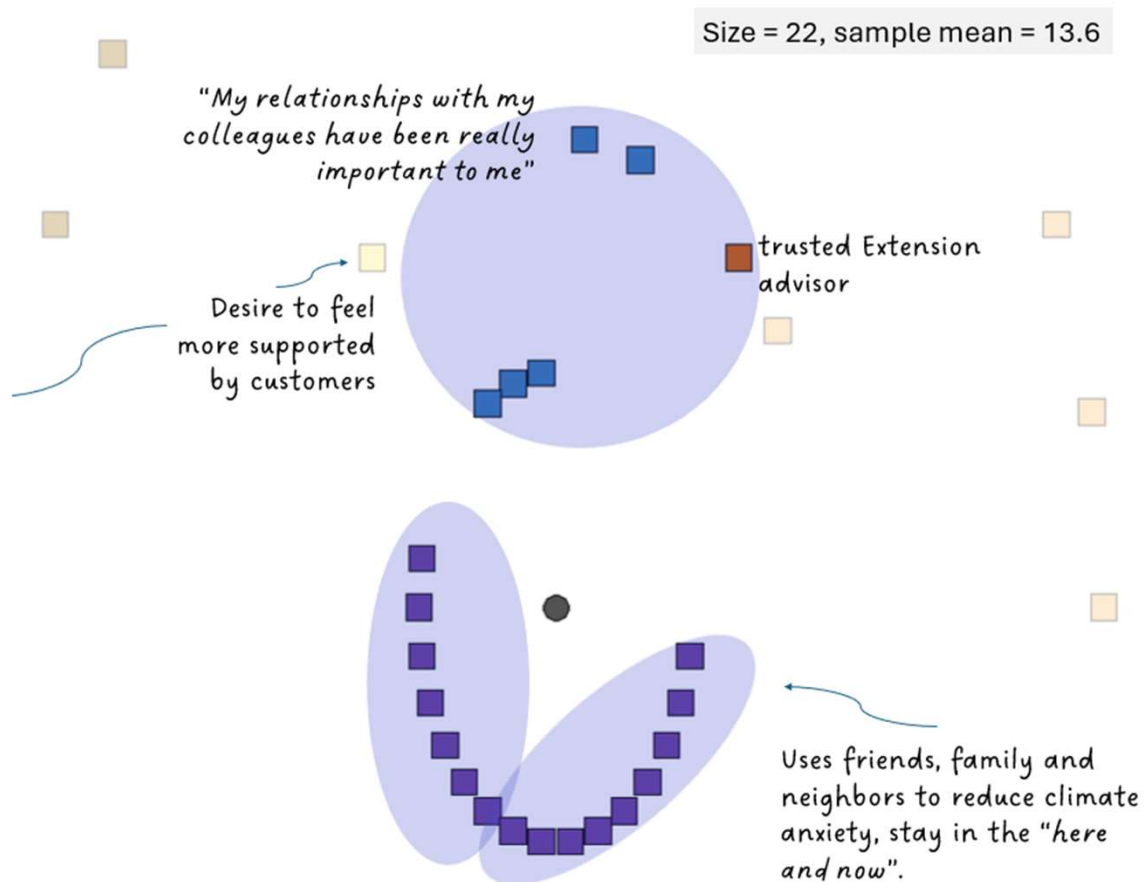 Size = 22, sample mean = 13.6
"My relationships with my
colleagues have been really
important to me"
trusted Extension
advisor
Desire to feel
more supported
by customers
Uses friends, family and
neighbors to reduce climate
anxiety, stay in the "here
and now".